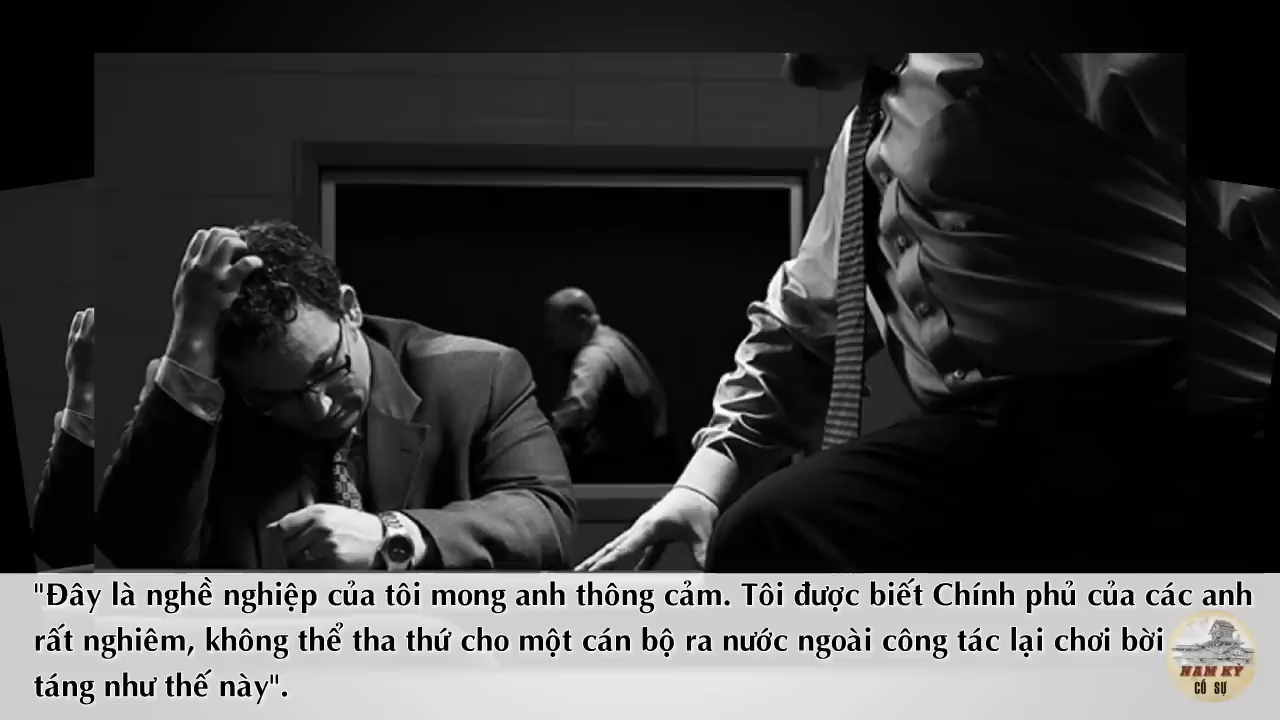 "Đây là nghề nghiệp của tôi mong anh thông cảm. Tôi được biết Chính phủ của các anh
rất nghiêm, không thể tha thứ cho một cán bộ ra nước ngoài công tác lại chơi bời
táng như thế này".
NAM KỲ
CỐ SỰ